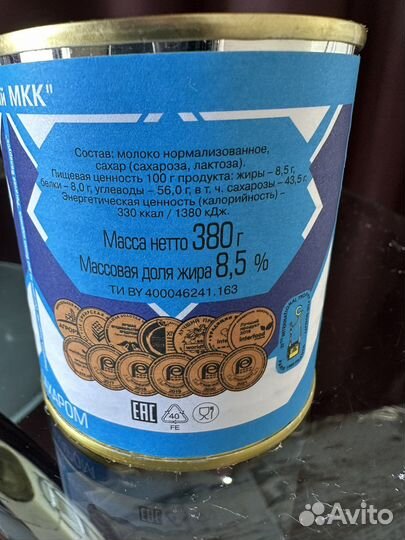 й МКК"
Состав: молоко нормализованное,
сахар (сахароза, лактоза).
Пищевая ценность 100 г продукта: жиры – 8,5 г,
белки – 8,0 г, углеводы – 56,0 г, в т. ч. сахарозы – 43,5 г.
Энергетическая ценность (калорийность) –
330 ккал / 1380 кДж.
Масса нетто 380 г
Массовая доля жира 8,5 %
ТИ BY 400046241.163
ЕАС
40
FE
ХАРОМ
Avito